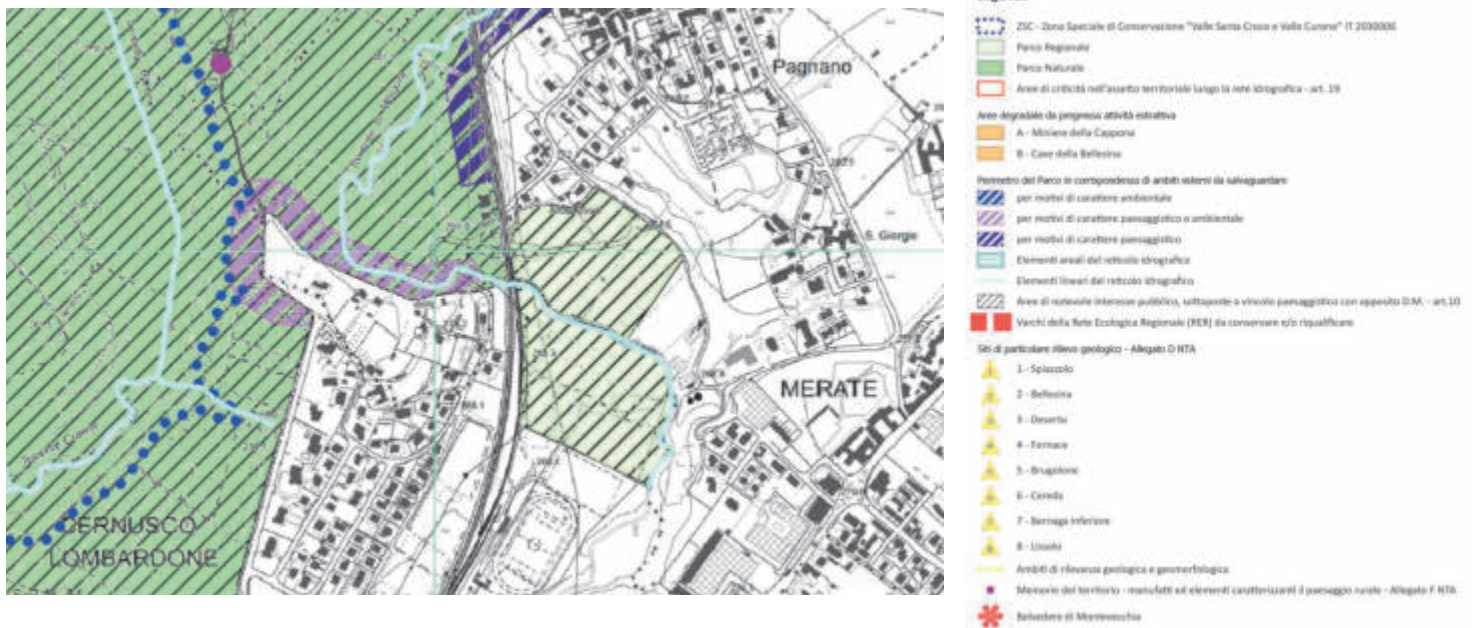 Pagnano
S. Giorgio
MERATE
CERNUSCO
LOMBARDONE
ZSC - Zona Speciale di Conservazione "Valle Santa Croce e Valle Curone" IT 2030006
Parco Regionale
Parco Naturale
Aree di criticità nell'assetto territoriale lungo la rete idrografica - art. 19
Aree degradate da pregressa attività estrattiva
A - Miniere della Cappona
B - Cave della Bellesina
Perimetro del Parco in corrispondenza di ambiti esterni da salvaguardare
per motivi di carattere ambientale
per motivi di carattere paesaggistico e ambientale
per motivi di carattere paesaggistico
Elementi areali del reticolo idrografico
Elementi lineari del reticolo idrografico
Aree di notevole interesse pubblico, sottoposte a vincolo paesaggistico con apposito D.M. - art.10
Varchi della Rete Ecologica Regionale (RER) da conservare e/o riqualificare
Siti di particolare rilievo geologico - Allegato D NTA
1 - Spiazzolo
2 - Bellesina
3 - Deserto
4 - Fornace
5 - Brugolone
6 - Cereda
7 - Bernaga Inferiore
8 - Lissolo
Ambiti di rilevanza geologica e geomorfologica
Memorie del territorio - manufatti ed elementi caratterizzanti il paesaggio rurale - Allegato F NTA
Belvedere di Montevecchia